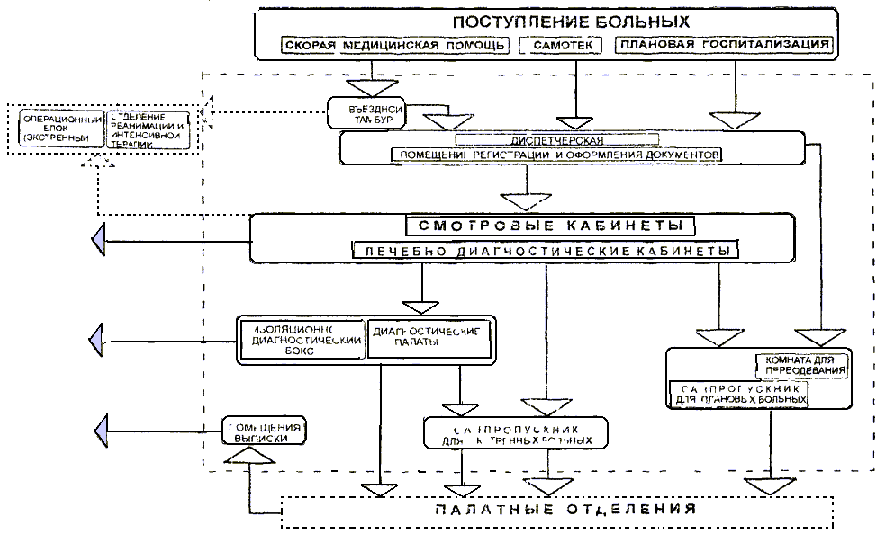 ПОСТУПЛЕНИЕ БОЛЬНЫХ
СКОРАЯ МЕДИЦИНСКАЯ ПОМОЩЬ САМОТЕК ПЛАНОВАЯ ГОСПИТАЛИЗАЦИЯ
ОПЕРАЦИОННЫЙ
БЛОК
(ЭКСТРЕННЫЙ
ОТДЕЛЕНИЕ
РЕАНИМАЦИИ И
ИНТЕНСИВНОЙ
ТЕРАПИИ
ВЪЕЗДНОЙ
ТАМБУР
ДИСПЕТЧЕРСКАЯ
ПОМЕЩЕНИЕ РЕГИСТРАЦИИ И ОФОРМЛЕНИЯ ДОКУМЕНТОВ
СМОТРОВЫЕ КАБИНЕТЫ
ЛЕЧЕБНО ДИАГНОСТИЧЕСКИЕ КАБИНЕТЫ
ИЗОЛЯЦИОННО
ДИАГНОСТИЧЕСКИЙ
БОКС
ДИАГНОСТИЧЕСКИЕ
ПАЛАТЫ
КОМНАТА ДЛЯ
ПЕРЕОДЕВАНИЯ
САНПРОПУСКНИК
ДЛЯ ПЛАНОВЫХ БОЛЬНЫХ
ПОМЕЩЕНИЯ
ВЫПИСКИ
САНПРОПУСКНИК
ДЛЯ ЭКСТРЕННЫХ БОЛЬНЫХ
ПАЛАТНЫЕ ОТДЕЛЕНИЯ